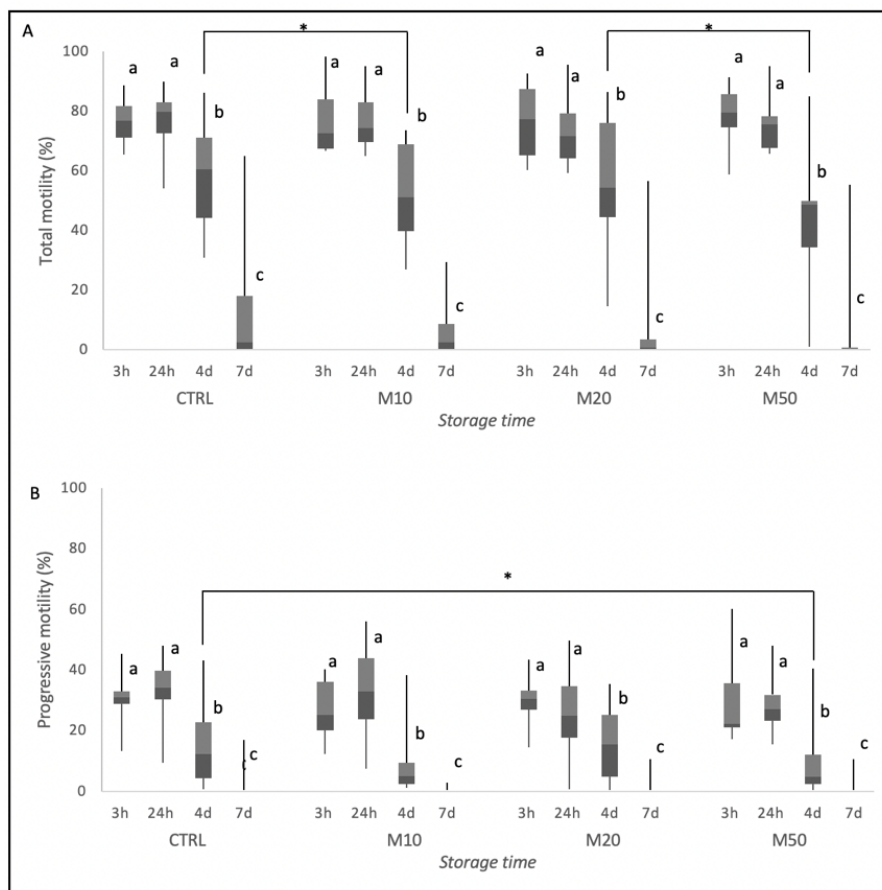 A
*
*
100
80
60
40
20
0
Total motility (%)
a
a
b
c
a
a
b
c
a
a
b
c
a
a
b
c
3h 24h 4d 7d 3h 24h 4d 7d 3h 24h 4d 7d 3h 24h 4d 7d
CTRL M10 M20 M50
Storage time
B
100
80
60
40
20
0
Progressive motility (%)
*
a
a
b
c
a
a
b
c
a
a
b
c
a
a
b
c
3h 24h 4d 7d 3h 24h 4d 7d 3h 24h 4d 7d 3h 24h 4d 7d
CTRL M10 M20 M50
Storage time